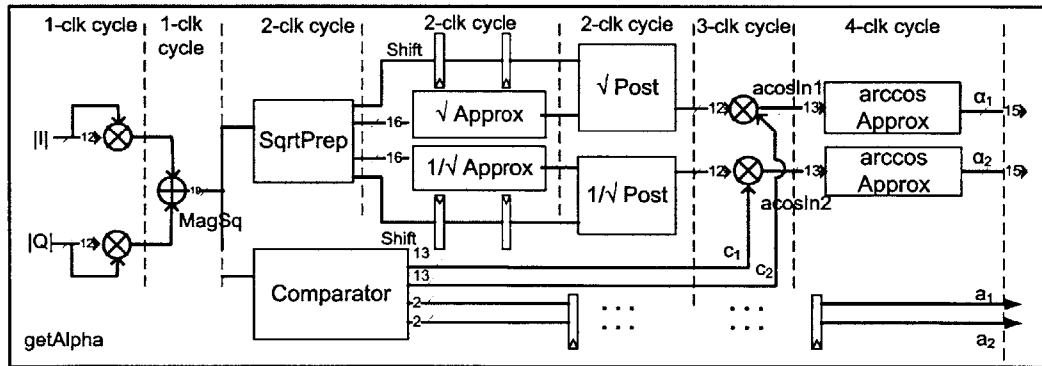 1-clk cycle
1-clk cycle
2-clk cycle
2-clk cycle
2-clk cycle
3-clk cycle
4-clk cycle
Shift
|I|
12
SqrtPrep
16
√ Approx
√ Post
12
acosIn1
13
arccos Approx
α1
15
16
1/√ Approx
1/√ Post
12
acosIn2
13
arccos Approx
α2
15
19
MagSq
|Q|
12
Shift
Comparator
13
13
2
2
c1
c2
...
...
...
...
a1
a2
getAlpha